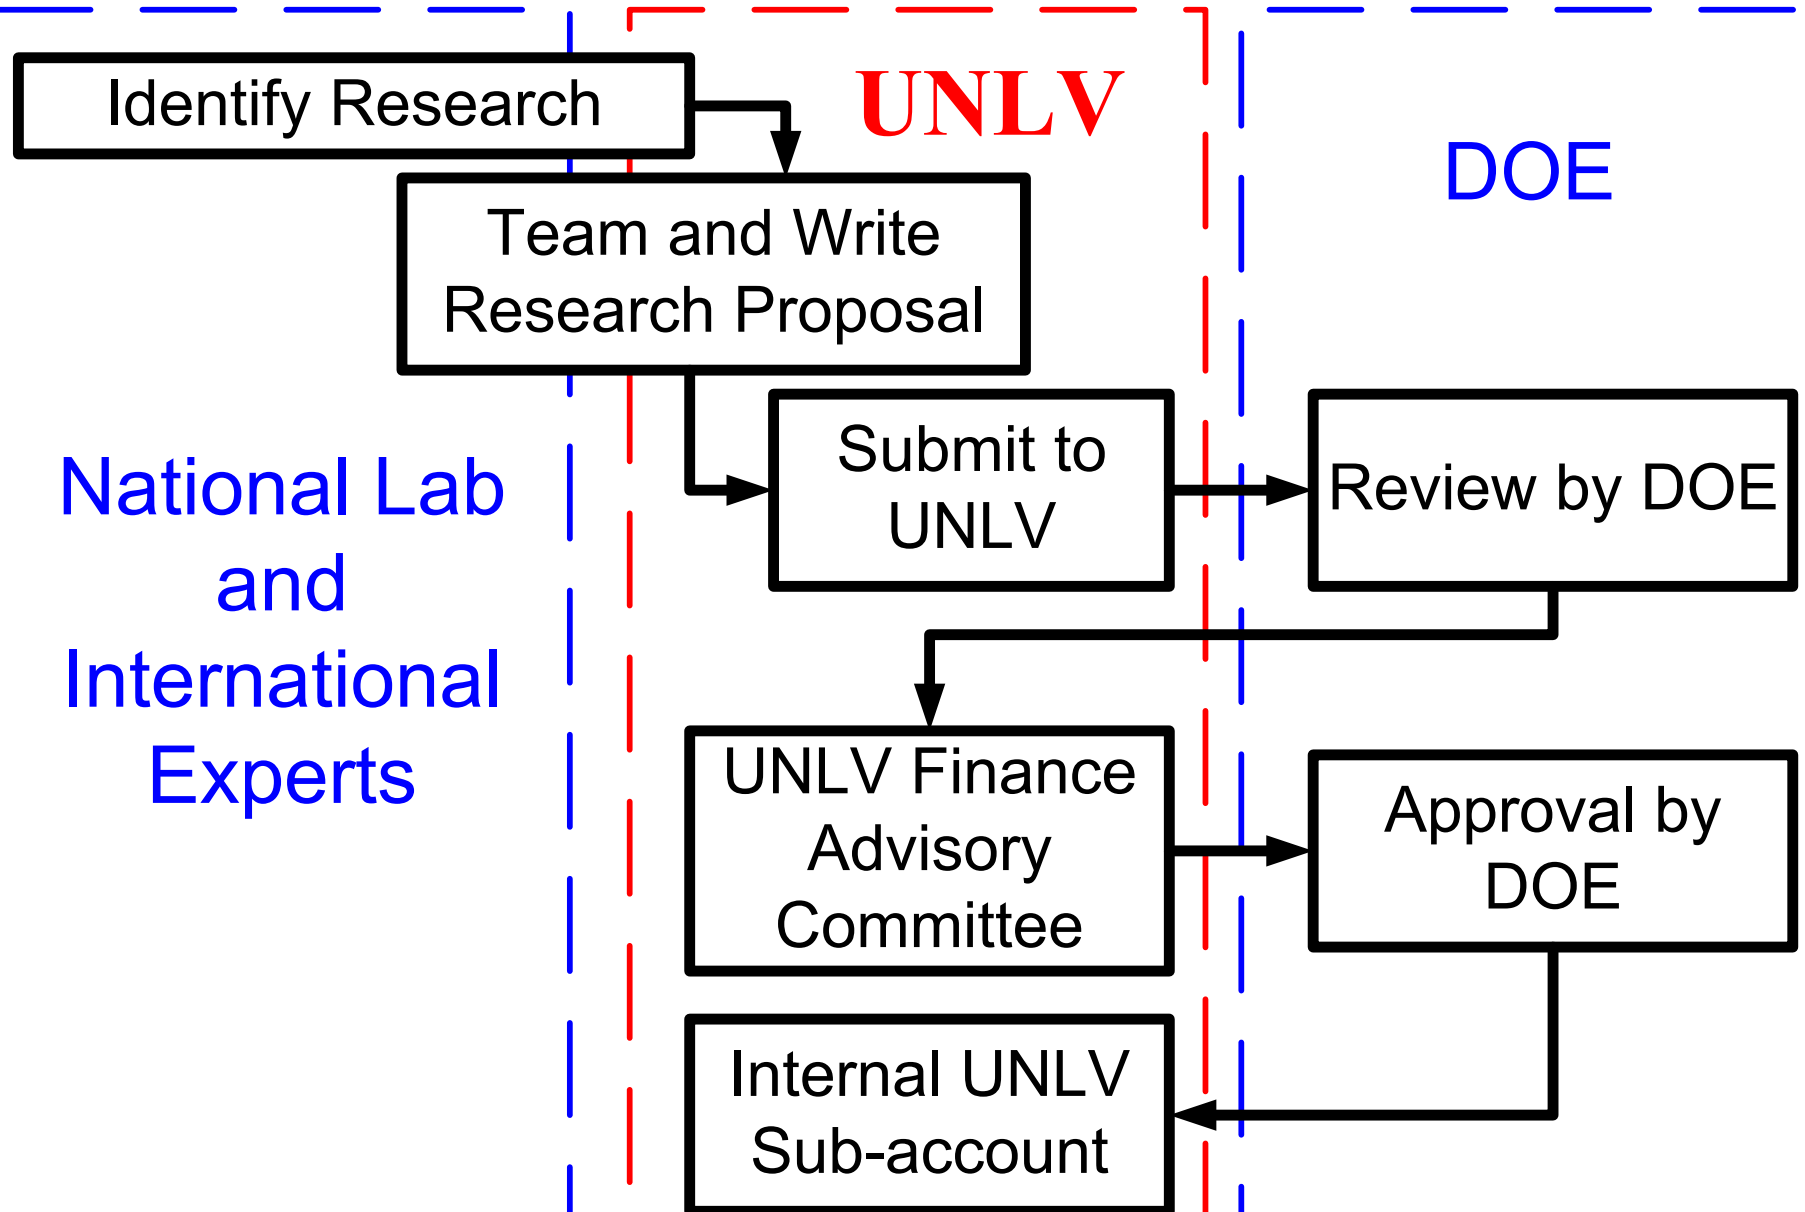 Identify Research
UNLV
DOE
Team and Write
Research Proposal
National Lab
and
International
Experts
Submit to
UNLV
Review by DOE
UNLV Finance
Advisory
Committee
Approval by
DOE
Internal UNLV
Sub-account